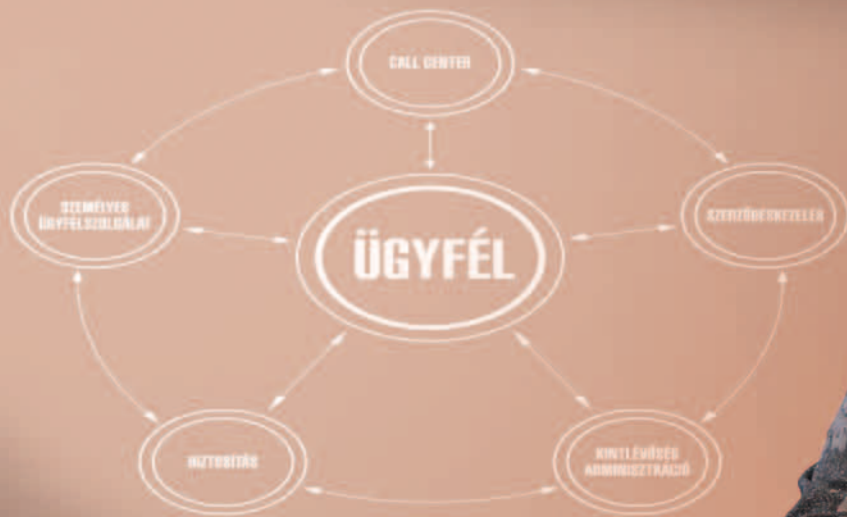 CALL CENTER
SZEMÉLYES
ÜGYFÉLSZOLGÁLAT
ÜGYFÉL
SZERZŐDÉSKEZELÉS
BIZTOSÍTÁS
KINTLÉVŐSÉG
ADMINISZTRÁCIÓ